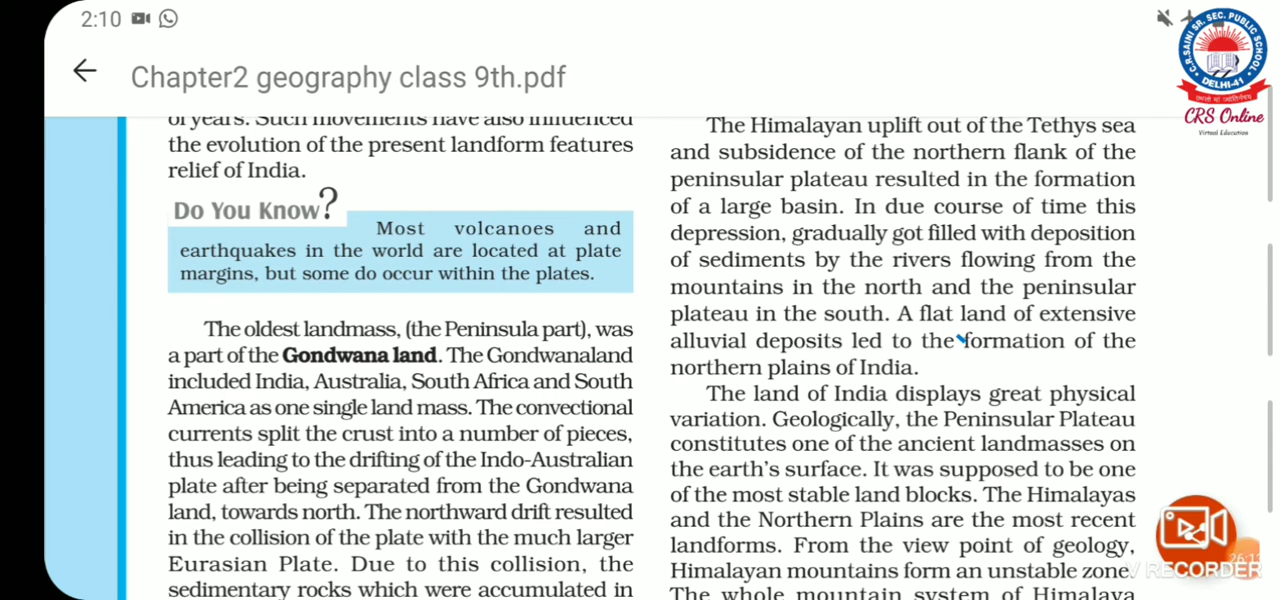 2:10
Chapter2 geography class 9th.pdf
C.R.SAINI SR. SEC. PUBLIC SCHOOL
DELHI-41
CRS Online
Virtual Education
of years. Such movements have also influenced
the evolution of the present landform features
relief of India.
Do You Know?
Most volcanoes and
earthquakes in the world are located at plate
margins, but some do occur within the plates.
The oldest landmass, (the Peninsula part), was
a part of the Gondwana land. The Gondwanaland
included India, Australia, South Africa and South
America as one single land mass. The convectional
currents split the crust into a number of pieces,
thus leading to the drifting of the Indo-Australian
plate after being separated from the Gondwana
land, towards north. The northward drift resulted
in the collision of the plate with the much larger
Eurasian Plate. Due to this collision, the
sedimentary rocks which were accumulated in
The Himalayan uplift out of the Tethys sea
and subsidence of the northern flank of the
peninsular plateau resulted in the formation
of a large basin. In due course of time this
depression, gradually got filled with deposition
of sediments by the rivers flowing from the
mountains in the north and the peninsular
plateau in the south. A flat land of extensive
alluvial deposits led to the formation of the
northern plains of India.
The land of India displays great physical
variation. Geologically, the Peninsular Plateau
constitutes one of the ancient landmasses on
the earth's surface. It was supposed to be one
of the most stable land blocks. The Himalayas
and the Northern Plains are the most recent
landforms. From the view point of geology,
Himalayan mountains form an unstable zone.
The whole mountain system of Himalaya
V RECORDER